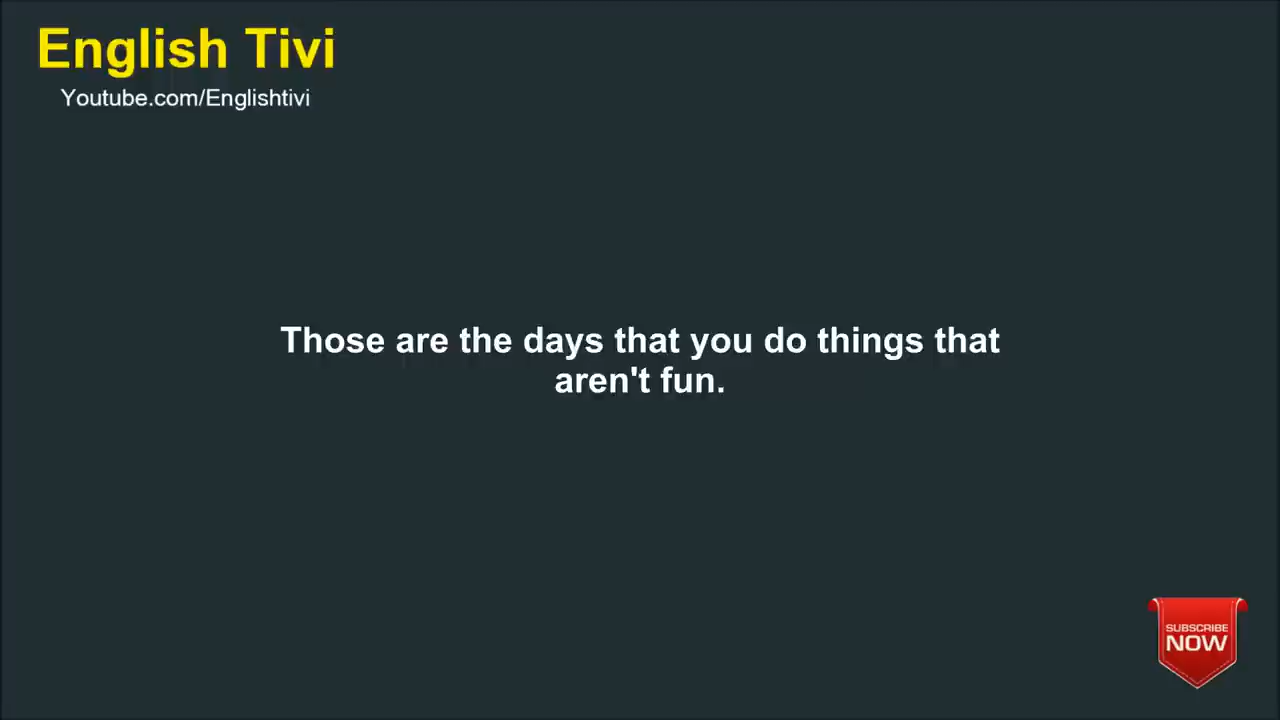 English Tivi
Youtube.com/Englishtivi
Those are the days that you do things that
aren't fun.
SUBSCRIBE
NOW